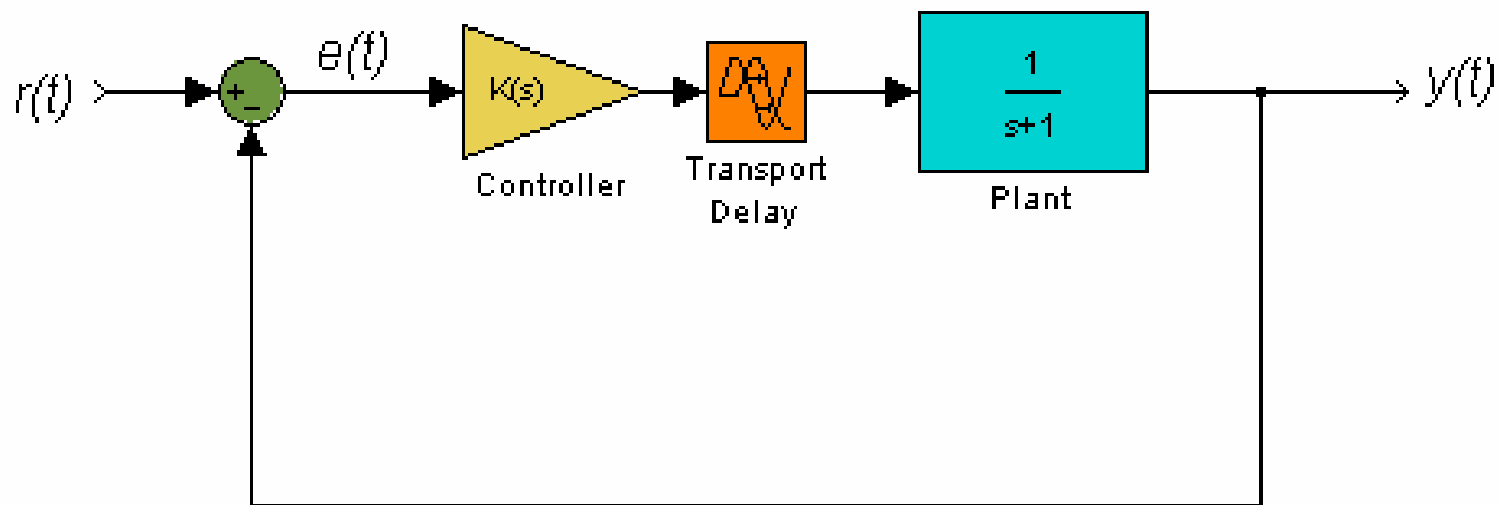 r(t)
+
−
e(t)
K(s)
Controller
Transport
Delay
1
s+1
Plant
y(t)